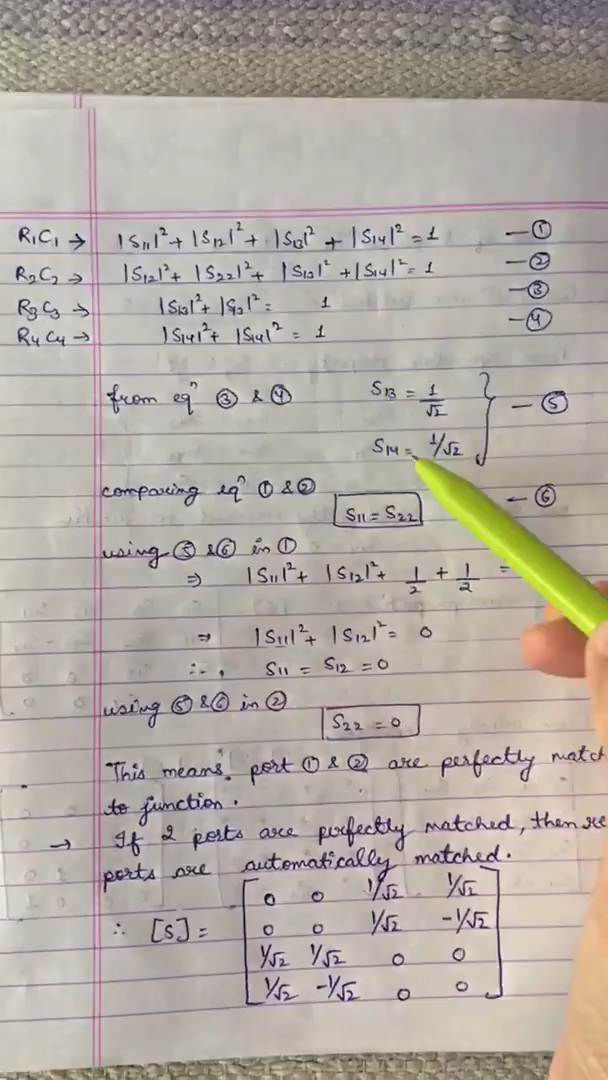 R₁C₁ → |S₁₁|² + |S₁₂|² + |S₁₃|² + |S₁₄|² = 1 — ①
R₂C₂ → |S₁₂|² + |S₂₂|² + |S₁₃|² + |S₁₄|² = 1 — ②
R₃C₃ → |S₁₃|² + |S₁₃|² = 1 — ③
R₄C₄ → |S₁₄|² + |S₁₄|² = 1 — ④
from eqⁿ ③ & ④ S₁₃ = 1/√2
S₁₄ = 1/√2 } — ⑤
comparing eqⁿ ① & ② S₁₁ = S₂₂ — ⑥
using ⑤ & ⑥ in ①
⇒ |S₁₁|² + |S₁₂|² + 1/2 + 1/2 =
⇒ |S₁₁|² + |S₁₂|² = 0
∴ S₁₁ = S₁₂ = 0
using ⑤ & ⑥ in ②
S₂₂ = 0
This means, port ① & ② are perfectly match
to junction.
→ If 2 ports are perfectly matched, then
ports are automatically matched.
∴ [S] = [ 0 0 1/√2 1/√2
0 0 1/√2 -1/√2
1/√2 1/√2 0 0
1/√2 -1/√2 0 0 ]